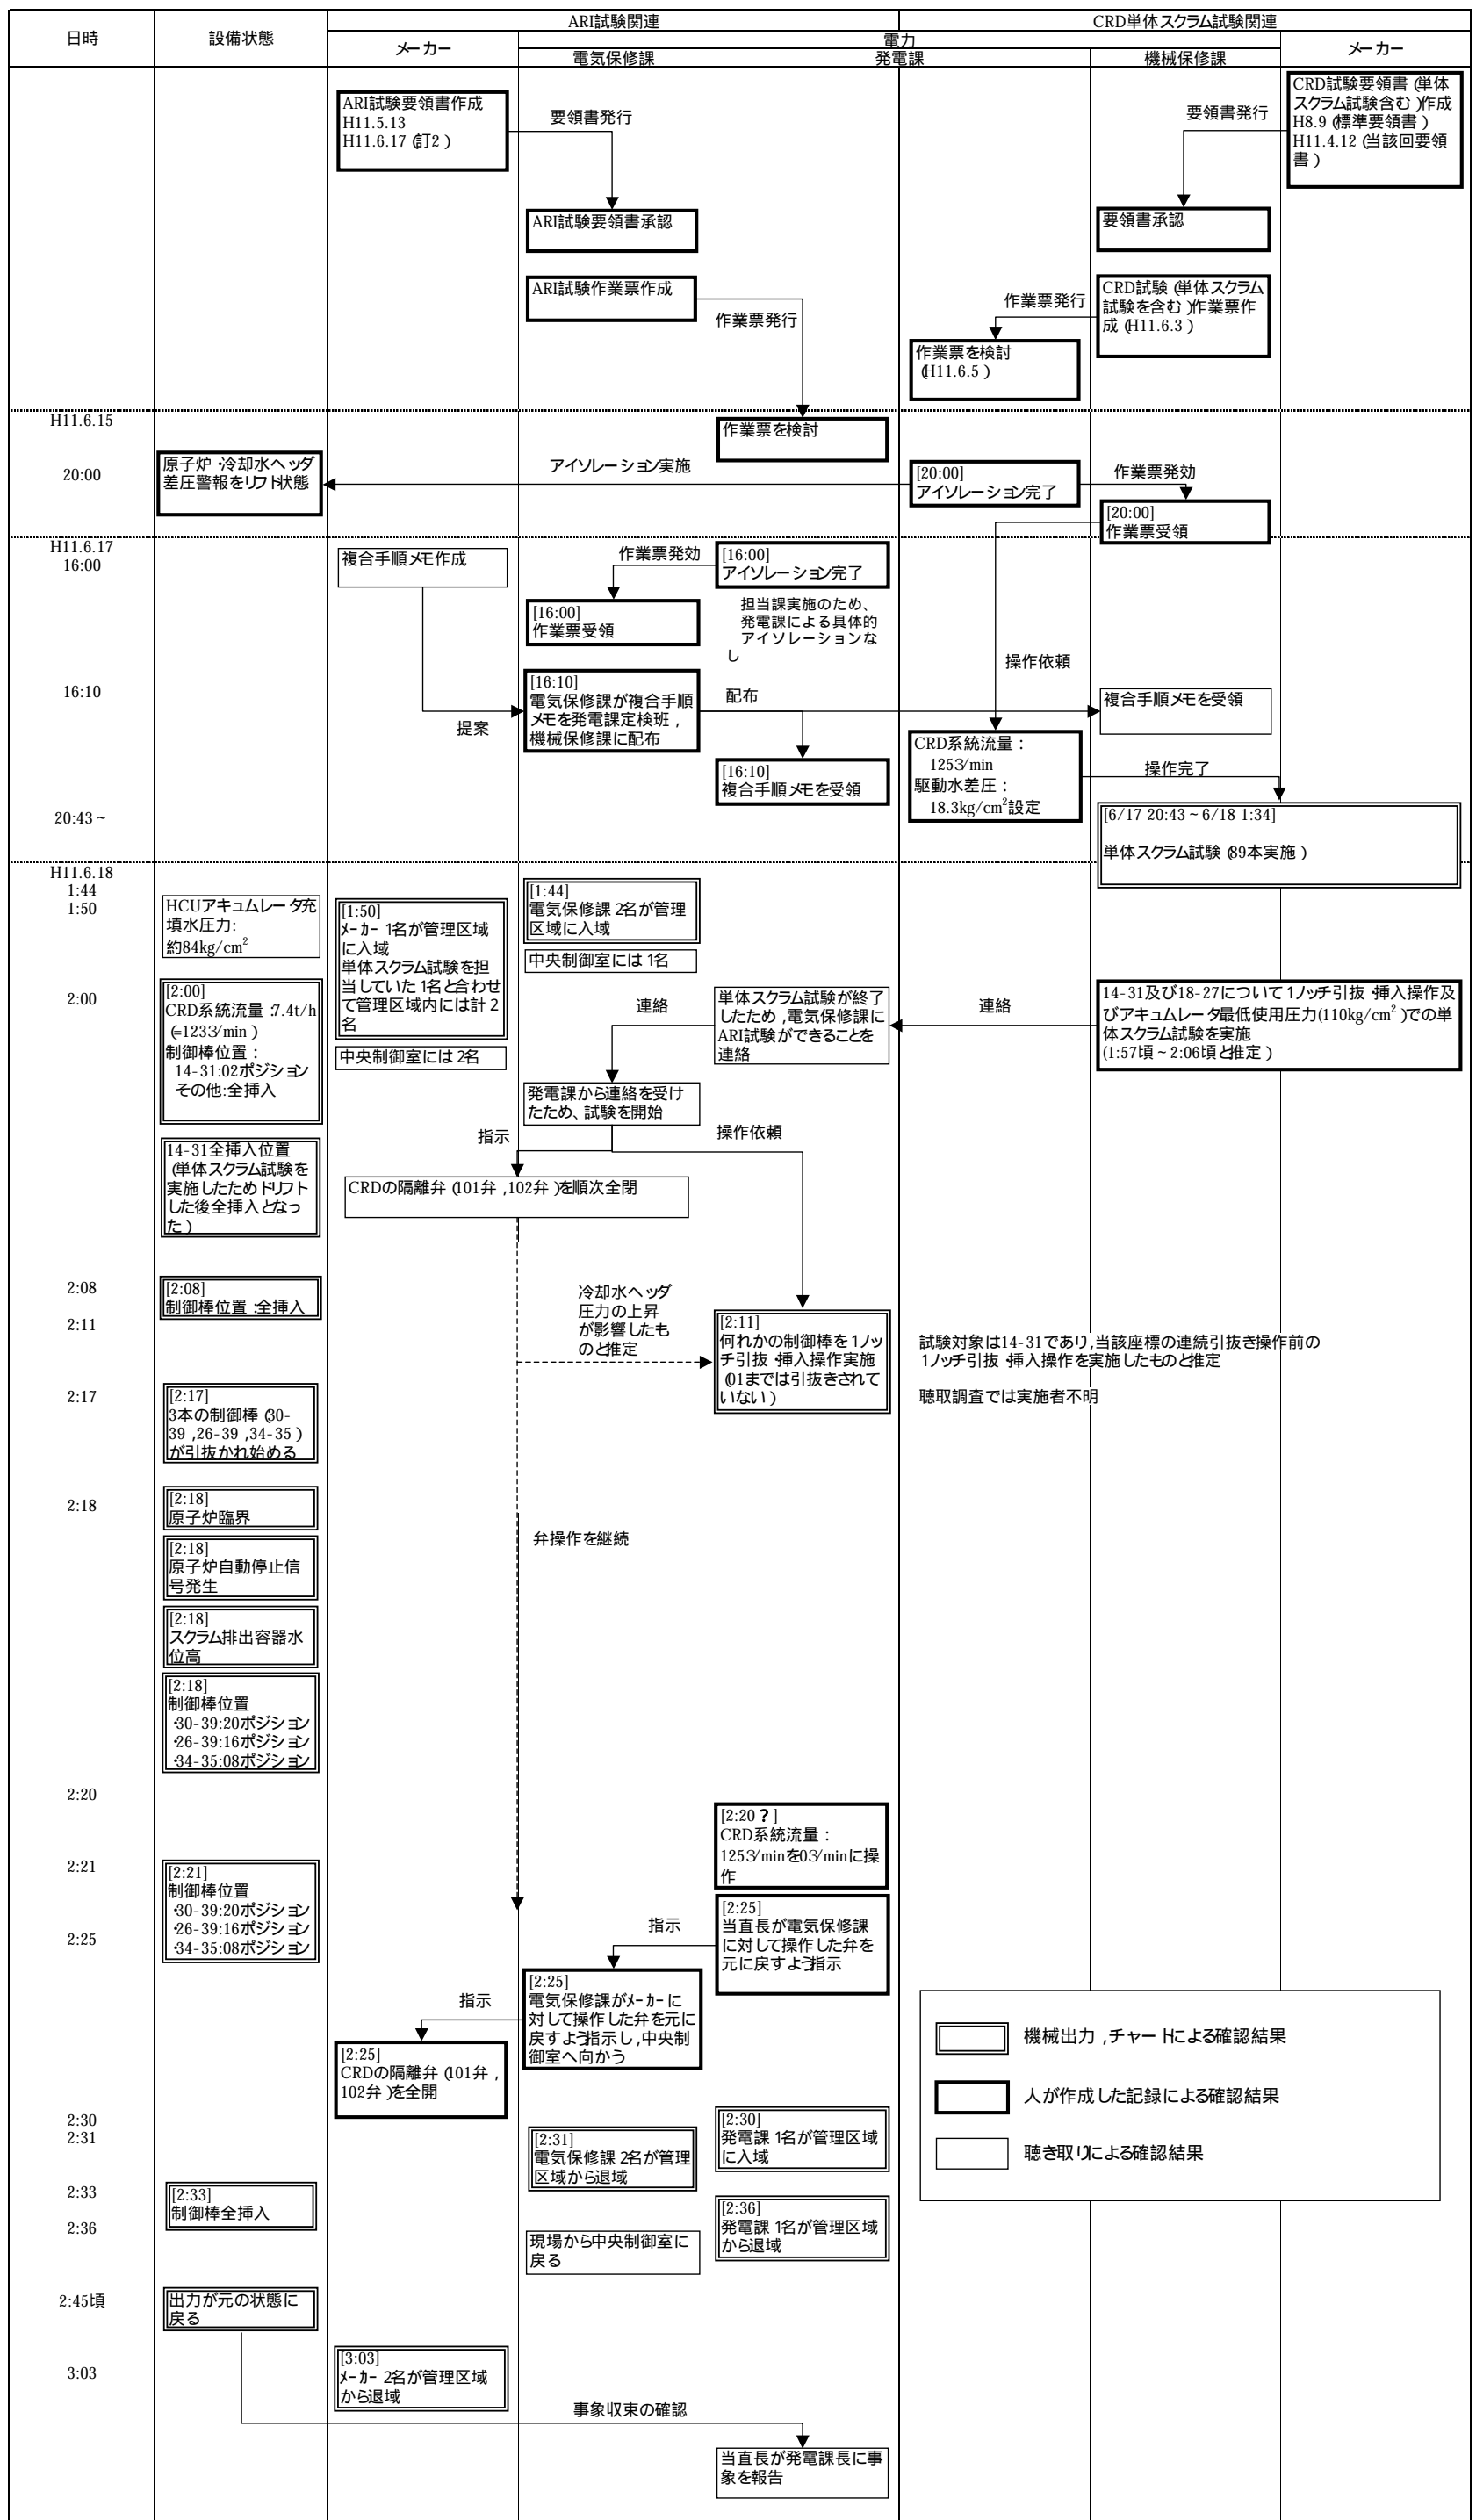 ARI試験関連
CRD単体スクラム試験関連
日時
設備状態
メーカー
電力
メーカー
電気保修課
発電課
機械保修課
ARI試験要領書作成
H11.5.13
H11.6.17(訂2)
要領書発行
要領書発行
CRD試験要領書(単体
スクラム試験含む)作成
H8.9(標準要領書)
H11.4.12(当該回要領
書)
ARI試験要領書承認
要領書承認
ARI試験作業票作成
作業票発行
作業票発行
CRD試験(単体スクラム
試験を含む)作業票作
成(H11.6.3)
作業票を検討
(H11.6.5)
H11.6.15
作業票を検討
20:00
原子炉・冷却水ヘッダ
差圧警報をリフト状態
アイソレーション実施
[20:00]
アイソレーション完了
作業票発効
[20:00]
作業票受領
H11.6.17
16:00
複合手順メモ作成
作業票発効
[16:00]
アイソレーション完了
[16:00]
作業票受領
担当課実施のため、
発電課による具体的
アイソレーションな
し
操作依頼
16:10
提案
[16:10]
電気保修課が複合手順
メモを発電課定検班,
機械保修課に配布
配布
複合手順メモを受領
[16:10]
複合手順メモを受領
CRD系統流量:
125㍑/min
駆動水差圧:
18.3kg/cm²設定
操作完了
20:43~
[6/17 20:43~6/18 1:34]
単体スクラム試験(89本実施)
H11.6.18
1:44
1:50
HCUアキュムレータ充
填水圧力:
約84kg/cm²
[1:50]
メーカー1名が管理区域
に入域
単体スクラム試験を担
当していた1名と合わせ
て管理区域内には計2
名
中央制御室には2名
[1:44]
電気保修課2名が管理
区域に入域
中央制御室には1名
2:00
[2:00]
CRD系統流量:7.4t/h
(=123㍑/min)
制御棒位置:
14-31:02ポジション
その他:全挿入
連絡
単体スクラム試験が終了
したため,電気保修課に
ARI試験ができることを
連絡
連絡
14-31及び18-27について1ノッチ引抜・挿入操作及
びアキュムレータ最低使用圧力(110kg/cm²)での単
体スクラム試験を実施
(1:57頃~2:06頃と推定)
発電課から連絡を受け
たため、試験を開始
指示
操作依頼
14-31全挿入位置
(単体スクラム試験を
実施したためドリフト
した後全挿入となっ
た)
CRDの隔離弁(101弁,102弁)を順次全閉
2:08
[2:08]
制御棒位置:全挿入
冷却水ヘッダ
圧力の上昇
が影響したも
のと推定
2:11
[2:11]
何れかの制御棒を1ノッ
チ引抜・挿入操作実施
(01までは引抜きされて
いない)
試験対象は14-31であり,当該座標の連続引抜き操作前の
1ノッチ引抜・挿入操作を実施したものと推定
聴取調査では実施者不明
2:17
[2:17]
3本の制御棒(30-
39,26-39,34-35)
が引抜かれ始める
2:18
[2:18]
原子炉臨界
弁操作を継続
[2:18]
原子炉自動停止信
号発生
[2:18]
スクラム排出容器水
位高
[2:18]
制御棒位置
・30-39:20ポジション
・26-39:16ポジション
・34-35:08ポジション
2:20
[2:20?]
CRD系統流量:
125㍑/minを0㍑/minに操
作
2:21
[2:21]
制御棒位置
・30-39:20ポジション
・26-39:16ポジション
・34-35:08ポジション
2:25
指示
[2:25]
当直長が電気保修課
に対して操作した弁を
元に戻すよう指示
指示
[2:25]
電気保修課がメーカーに
対して操作した弁を元に
戻すよう指示し,中央制
御室へ向かう
[2:25]
CRDの隔離弁(101弁,
102弁)を全開
機械出力,チャートによる確認結果
人が作成した記録による確認結果
聴き取りによる確認結果
2:30
2:31
[2:31]
電気保修課2名が管理
区域から退域
[2:30]
発電課1名が管理区域
に入域
2:33
[2:33]
制御棒全挿入
2:36
現場から中央制御室に
戻る
[2:36]
発電課1名が管理区域
から退域
2:45頃
出力が元の状態に
戻る
3:03
[3:03]
メーカー2名が管理区域
から退域
事象収束の確認
当直長が発電課長に事
象を報告